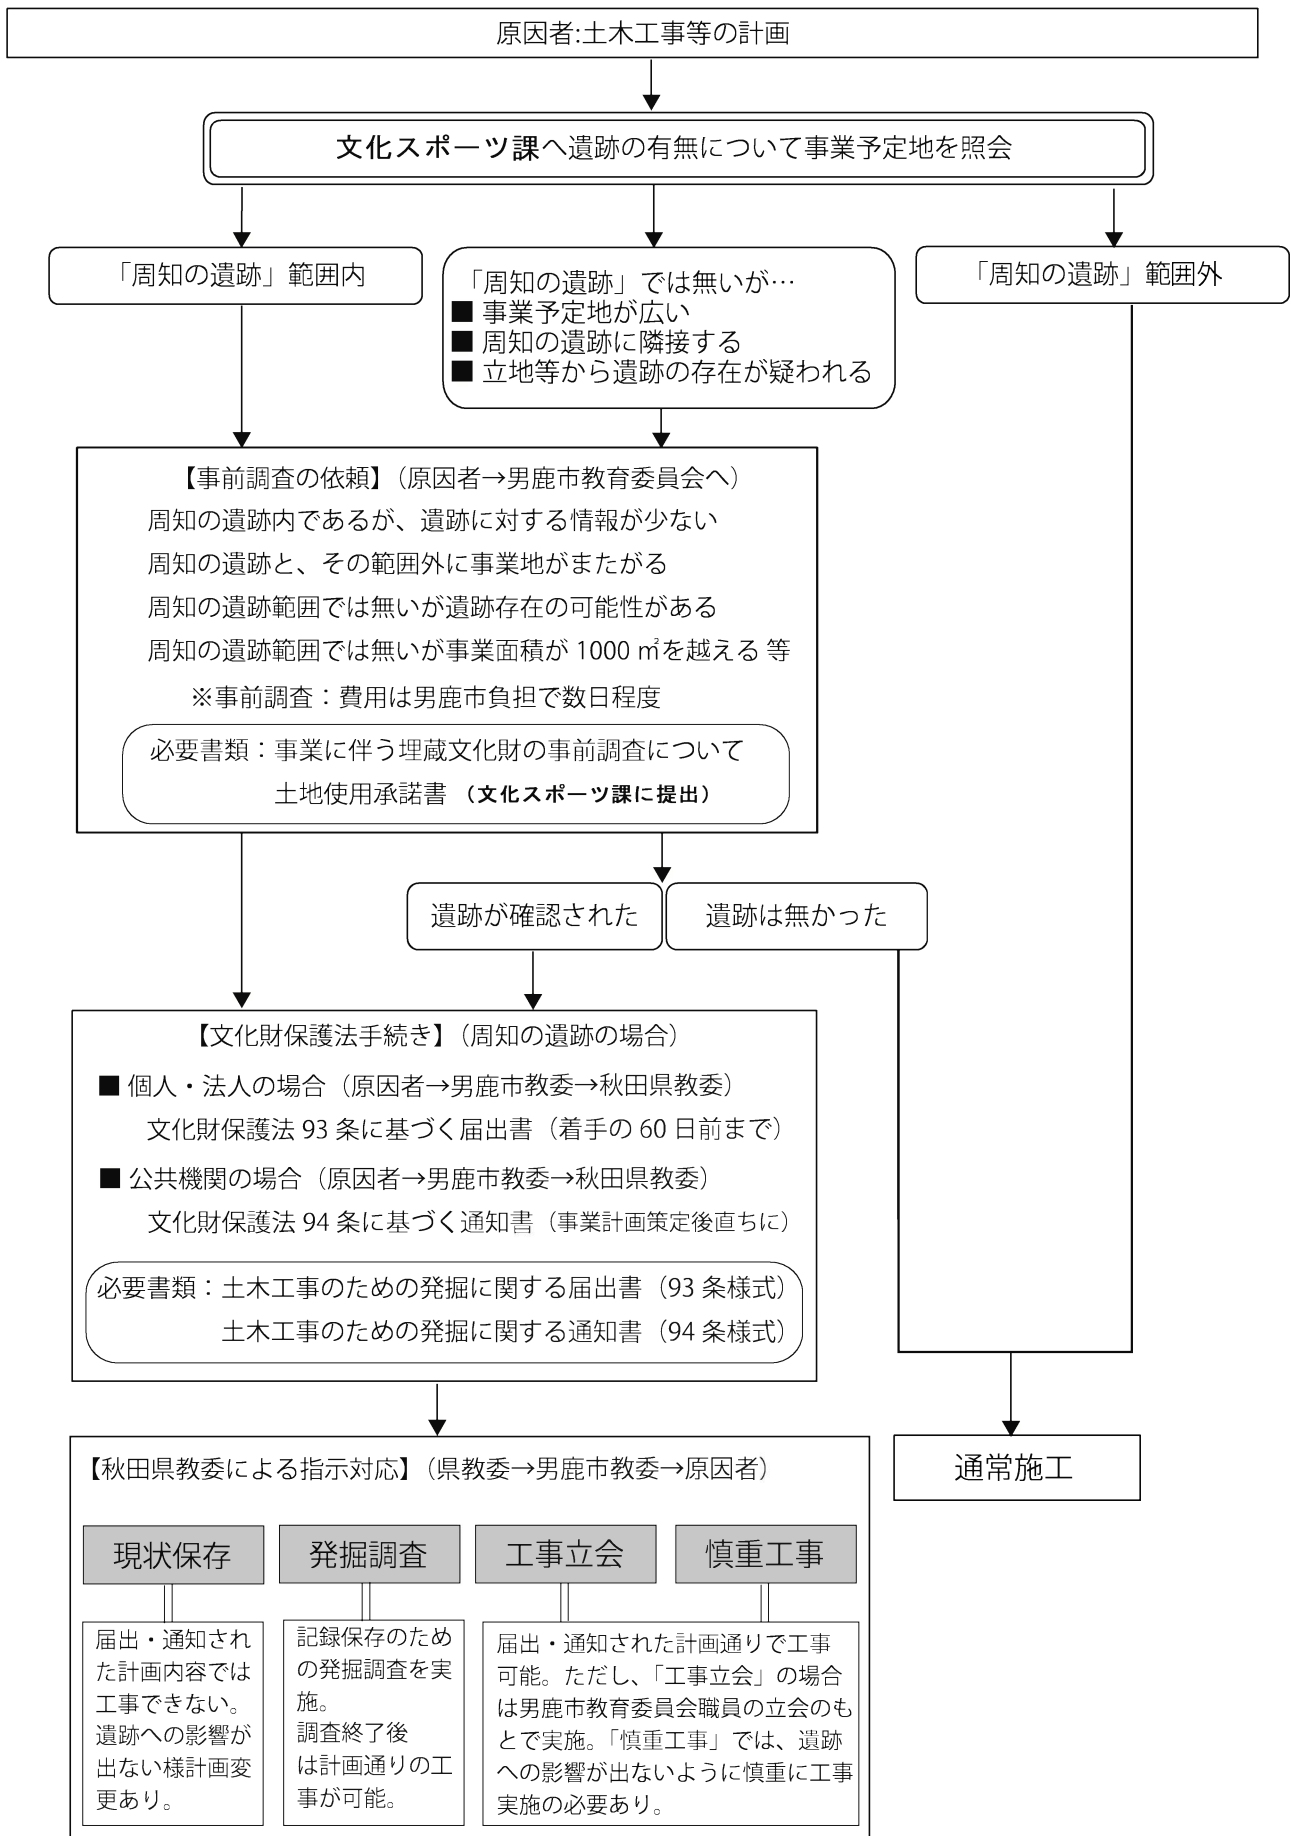 原因者:土木工事等の計画
文化スポーツ課へ遺跡の有無について事業予定地を照会
「周知の遺跡」範囲内
「周知の遺跡」では無いが…
■ 事業予定地が広い
■ 周知の遺跡に隣接する
■ 立地等から遺跡の存在が疑われる
「周知の遺跡」範囲外
【事前調査の依頼】（原因者→男鹿市教育委員会へ）
周知の遺跡内であるが、遺跡に対する情報が少ない
周知の遺跡と、その範囲外に事業地がまたがる
周知の遺跡範囲では無いが遺跡存在の可能性がある
周知の遺跡範囲では無いが事業面積が 1000 ㎡を越える 等
※事前調査：費用は男鹿市負担で数日程度
必要書類：事業に伴う埋蔵文化財の事前調査について
土地使用承諾書（文化スポーツ課に提出）
遺跡が確認された
遺跡は無かった
【文化財保護法手続き】（周知の遺跡の場合）
■ 個人・法人の場合（原因者→男鹿市教委→秋田県教委）
文化財保護法 93 条に基づく届出書（着手の 60 日前まで）
■ 公共機関の場合（原因者→男鹿市教委→秋田県教委）
文化財保護法 94 条に基づく通知書（事業計画策定後直ちに）
必要書類：土木工事のための発掘に関する届出書（93 条様式）
土木工事のための発掘に関する通知書（94 条様式）
【秋田県教委による指示対応】（県教委→男鹿市教委→原因者）
通常施工
現状保存
届出・通知され
た計画内容では
工事できない。
遺跡への影響が
出ない様計画変
更あり。
発掘調査
記録保存のため
の発掘調査を実
施。
調査終了後
は計画通りの工
事が可能。
工事立会
慎重工事
届出・通知された計画通りで工事
可能。ただし、「工事立会」の場合
は男鹿市教育委員会職員の立会のも
とで実施。「慎重工事」では、遺跡
への影響が出ないように慎重に工事
実施の必要あり。